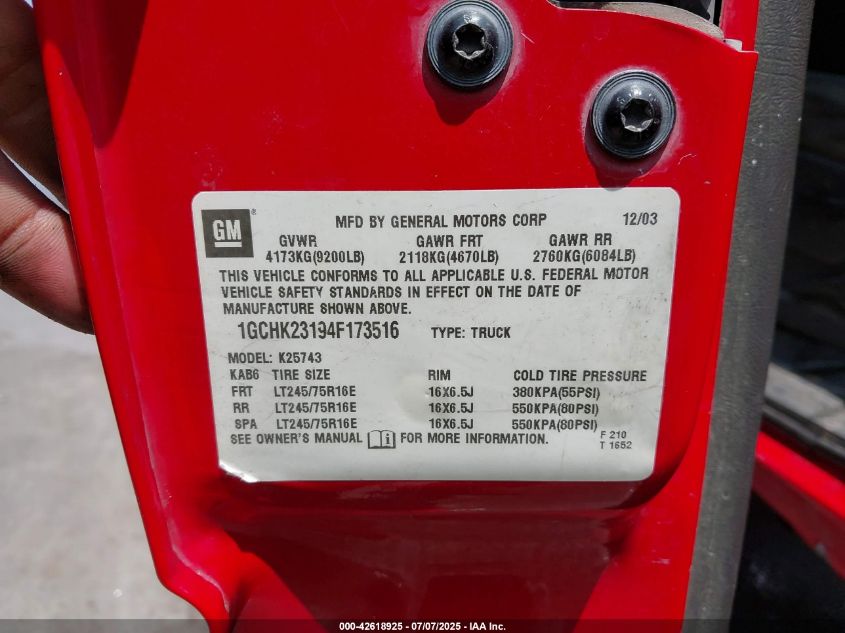 GM ® MFD BY GENERAL MOTORS CORP 12/03
GVWR GAWR FRT GAWR RR
4173KG(9200LB) 2118KG(4670LB) 2760KG(6084LB)
THIS VEHICLE CONFORMS TO ALL APPLICABLE U.S. FEDERAL MOTOR
VEHICLE SAFETY STANDARDS IN EFFECT ON THE DATE OF
MANUFACTURE SHOWN ABOVE.
1GCHK23194F173516 TYPE: TRUCK
MODEL: K25743
KAB6 TIRE SIZE RIM COLD TIRE PRESSURE
FRT LT245/75R16E 16X6.5J 380KPA(55PSI)
RR LT245/75R16E 16X6.5J 550KPA(80PSI)
SPA LT245/75R16E 16X6.5J 550KPA(80PSI)
SEE OWNER'S MANUAL FOR MORE INFORMATION.
F 210
T 1652
000-42618925 - 07/07/2025 - IAA Inc.